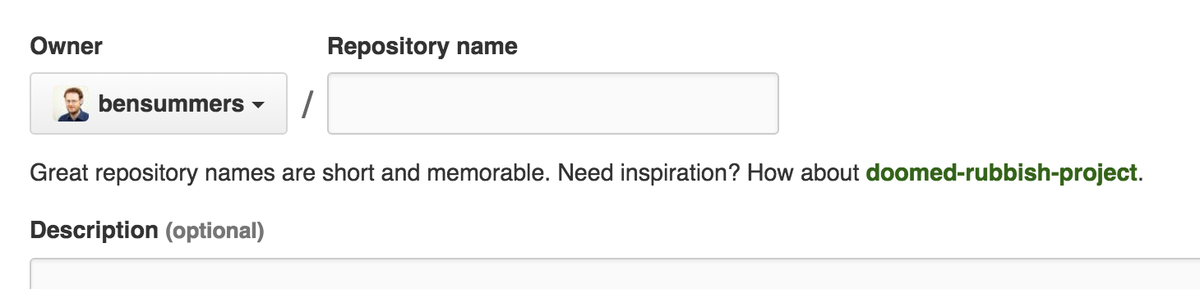 Owner
Repository name
bensummers /
Great repository names are short and memorable. Need inspiration? How about doomed-rubbish-project.
Description (optional)